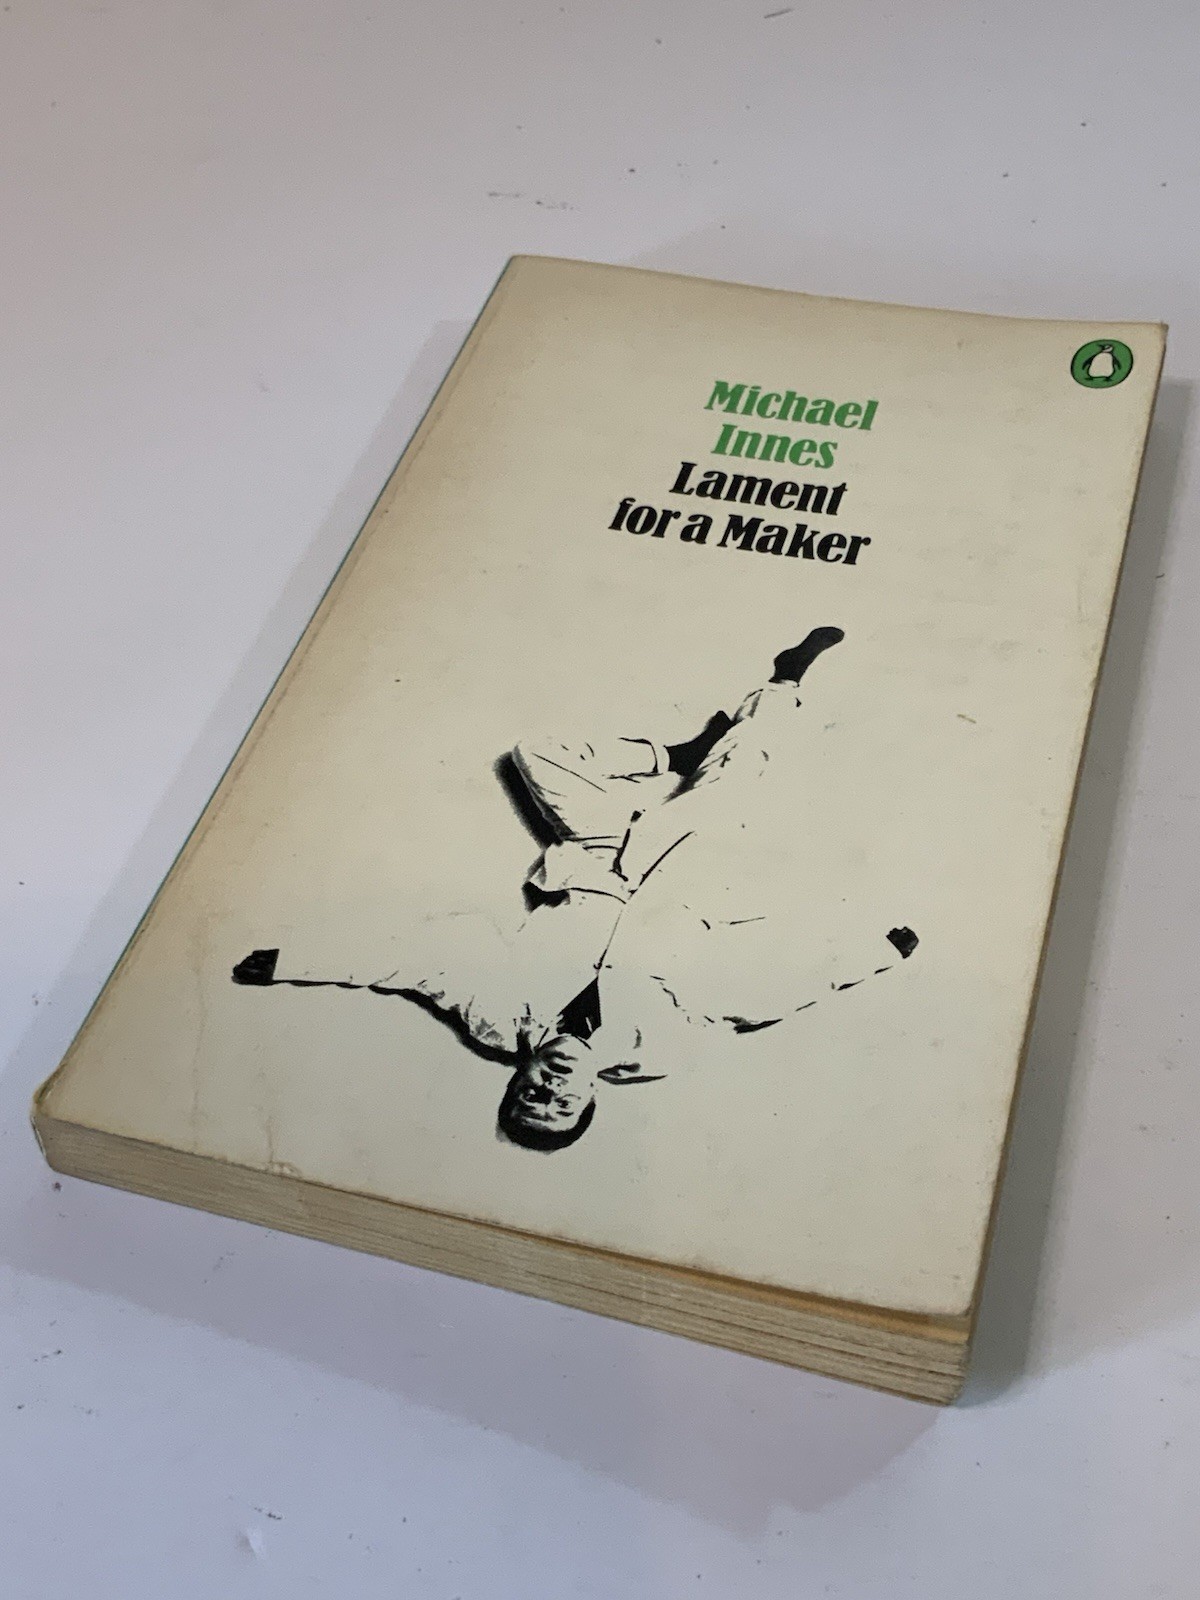 Michael
Innes
Lament
for a Maker